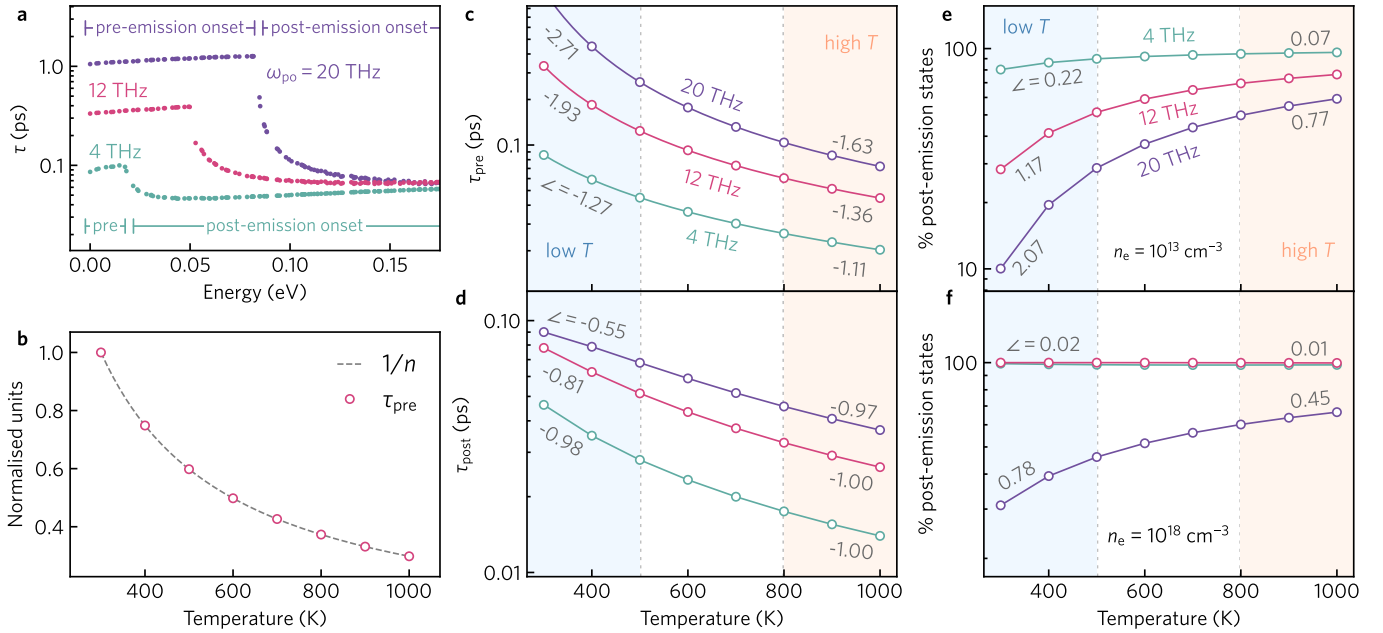 a
pre-emission onset
post-emission onset
ω_po = 20 THz
12 THz
4 THz
pre
post-emission onset
τ (ps)
1.0
0.1
0.00
0.05
0.10
0.15
Energy (eV)
b
1/n
τ_pre
Normalised units
1.0
0.8
0.6
0.4
400
600
800
1000
Temperature (K)
c
low T
high T
-2.71
-1.93
∠=-1.27
20 THz
12 THz
4 THz
-1.63
-1.36
-1.11
τ_pre (ps)
0.1
d
∠=-0.55
-0.81
-0.98
-0.97
-1.00
-1.00
τ_post (ps)
0.10
0.01
400
600
800
1000
Temperature (K)
e
low T
4 THz
0.07
∠=0.22
12 THz
1.17
20 THz
0.77
2.07
n_e = 10^13 cm^−3
high T
% post-emission states
100
10
f
∠=0.02
0.01
0.45
0.78
n_e = 10^18 cm^−3
% post-emission states
100
400
600
800
1000
Temperature (K)